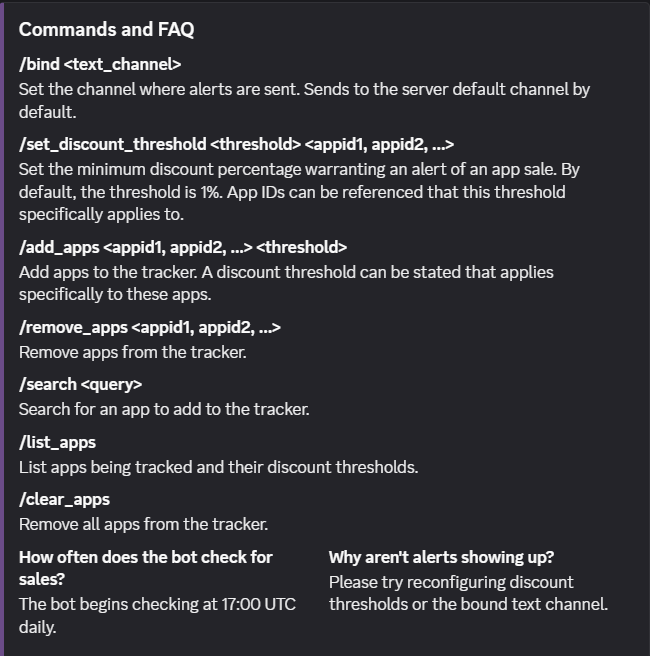 Commands and FAQ
/bind <text_channel>
Set the channel where alerts are sent. Sends to the server default channel by
default.
/set_discount_threshold <threshold> <appid1, appid2, ...>
Set the minimum discount percentage warranting an alert of an app sale. By
default, the threshold is 1%. App IDs can be referenced that this threshold
specifically applies to.
/add_apps <appid1, appid2, ...> <threshold>
Add apps to the tracker. A discount threshold can be stated that applies
specifically to these apps.
/remove_apps <appid1, appid2, ...>
Remove apps from the tracker.
/search <query>
Search for an app to add to the tracker.
/list_apps
List apps being tracked and their discount thresholds.
/clear_apps
Remove all apps from the tracker.
How often does the bot check for
sales?
The bot begins checking at 17:00 UTC
daily.
Why aren't alerts showing up?
Please try reconfiguring discount
thresholds or the bound text channel.